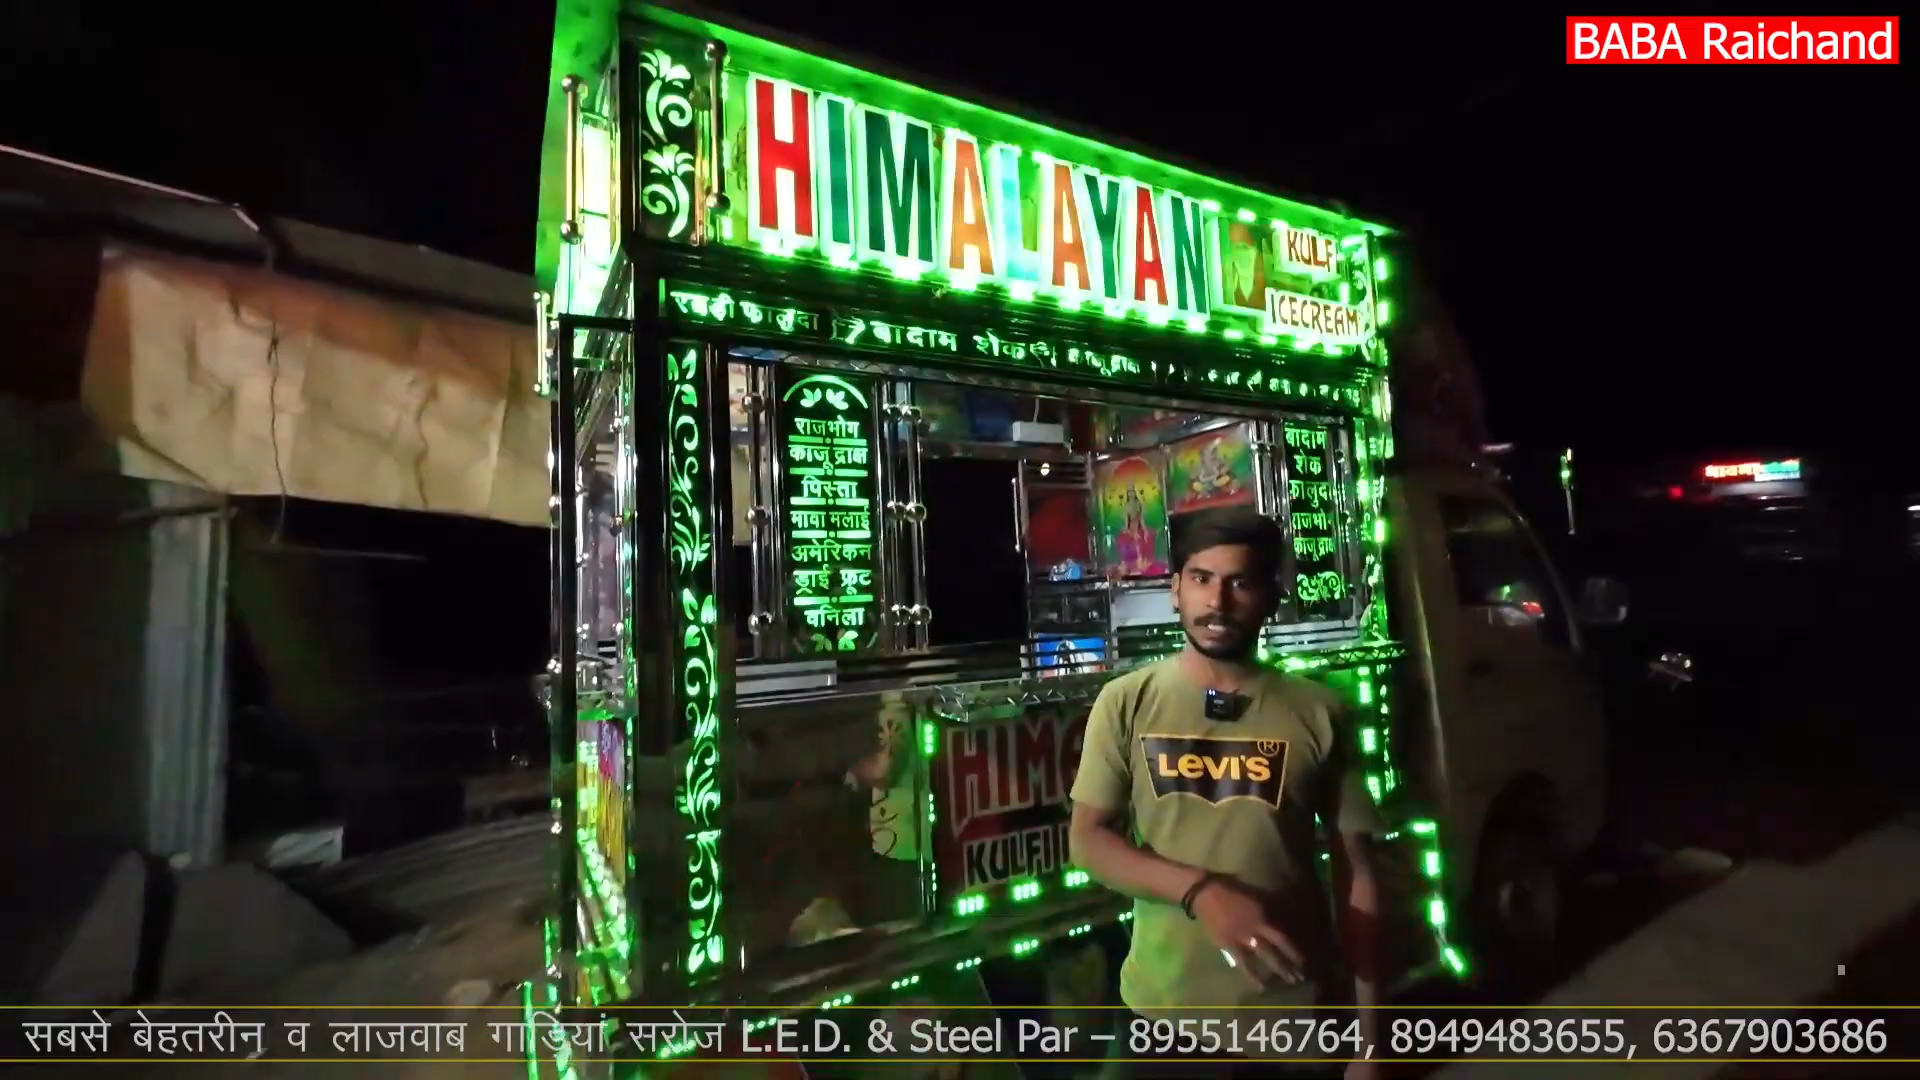 BABA Raichand
HIMALAYAN
KULFI
ICECREAM
रबड़ी फालुदा बादाम शेक काजू द्राक्ष
राजभोग
काजू द्राक्ष
पिस्ता
मावा मलाई
अमेरिकन
ड्राई फ्रूट
वनिला
बादाम
शेक
LEVI'S®
KULFI
सबसे बेहतरीन व लाजवाब गाड़ियां सरोज L.E.D. & Steel Par – 8955146764, 8949483655, 6367903686